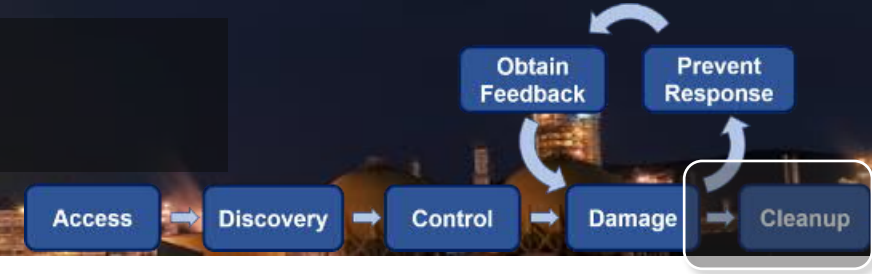 Obtain
Feedback
Prevent
Response
Access
Discovery
Control
Damage
Cleanup